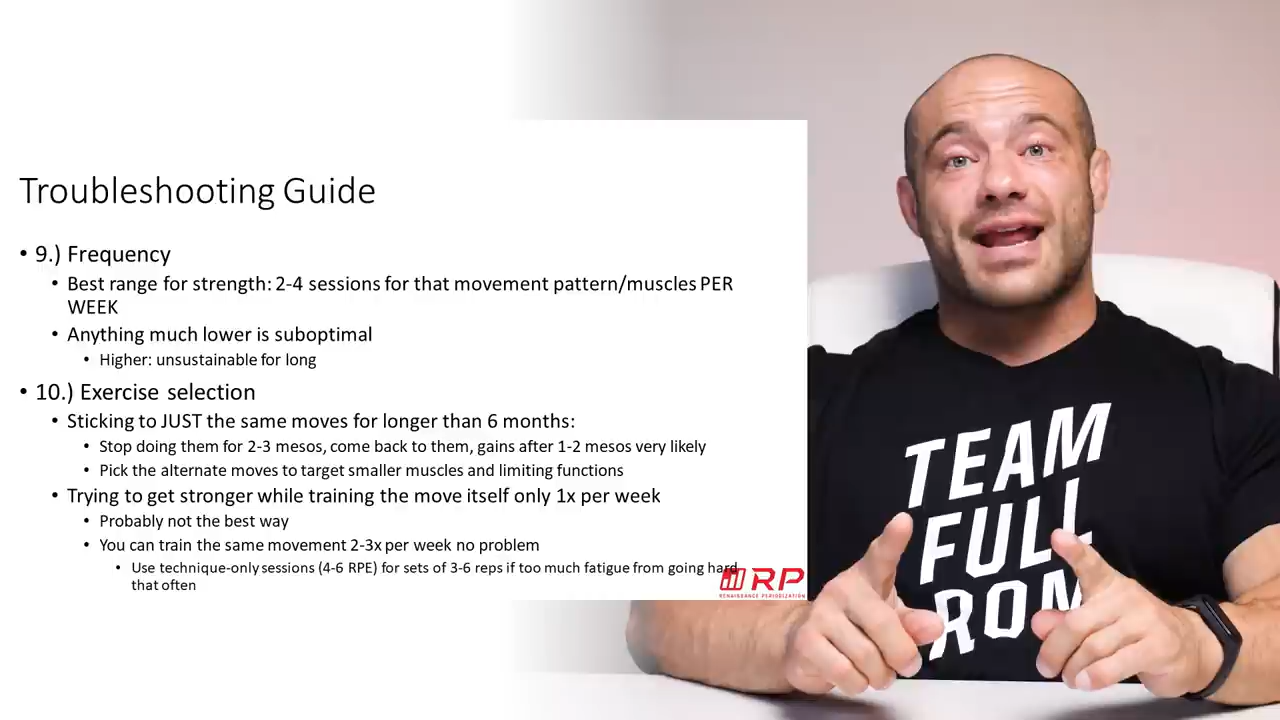 Troubleshooting Guide
• 9.) Frequency
• Best range for strength: 2-4 sessions for that movement pattern/muscles PER
WEEK
• Anything much lower is suboptimal
• Higher: unsustainable for long
• 10.) Exercise selection
• Sticking to JUST the same moves for longer than 6 months:
• Stop doing them for 2-3 mesos, come back to them, gains after 1-2 mesos very likely
• Pick the alternate moves to target smaller muscles and limiting functions
• Trying to get stronger while training the move itself only 1x per week
• Probably not the best way
• You can train the same movement 2-3x per week no problem
• Use technique-only sessions (4-6 RPE) for sets of 3-6 reps if too much fatigue from going hard
that often
RP
RENAISSANCE PERIODIZATION
TEAM
FULL
ROM